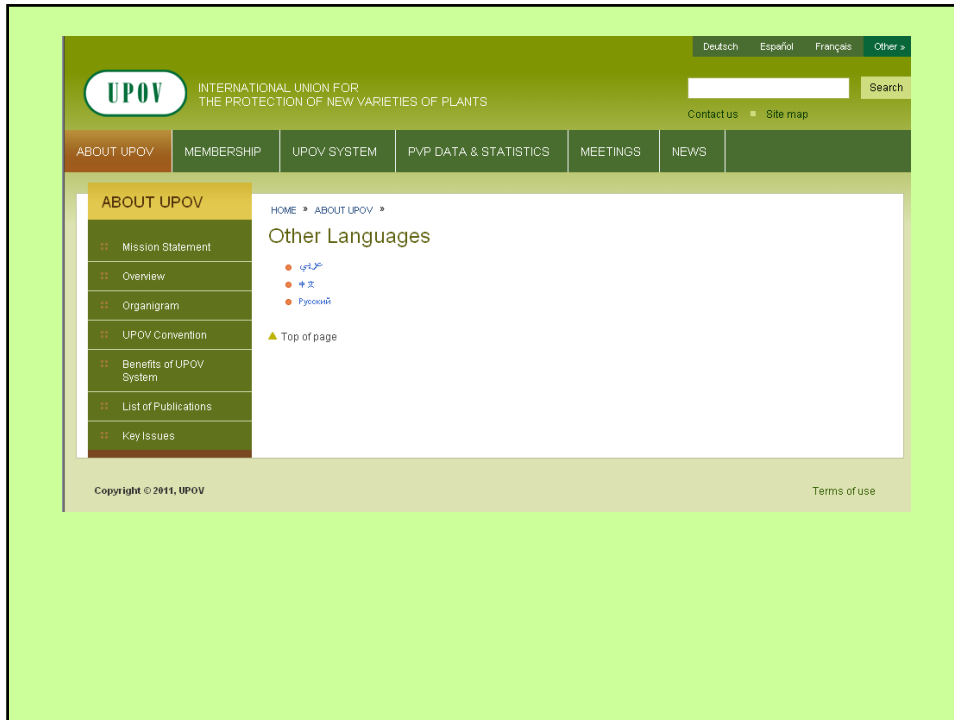 Deutsch Español Français Other »
UPOV
INTERNATIONAL UNION FOR
THE PROTECTION OF NEW VARIETIES OF PLANTS
Search
Contact us Site map
ABOUT UPOV MEMBERSHIP UPOV SYSTEM PVP DATA & STATISTICS MEETINGS NEWS
ABOUT UPOV
Mission Statement
Overview
Organigram
UPOV Convention
Benefits of UPOV
System
List of Publications
Key Issues
HOME » ABOUT UPOV »
Other Languages
عربي
中文
Русский
Top of page
Copyright © 2011, UPOV
Terms of use